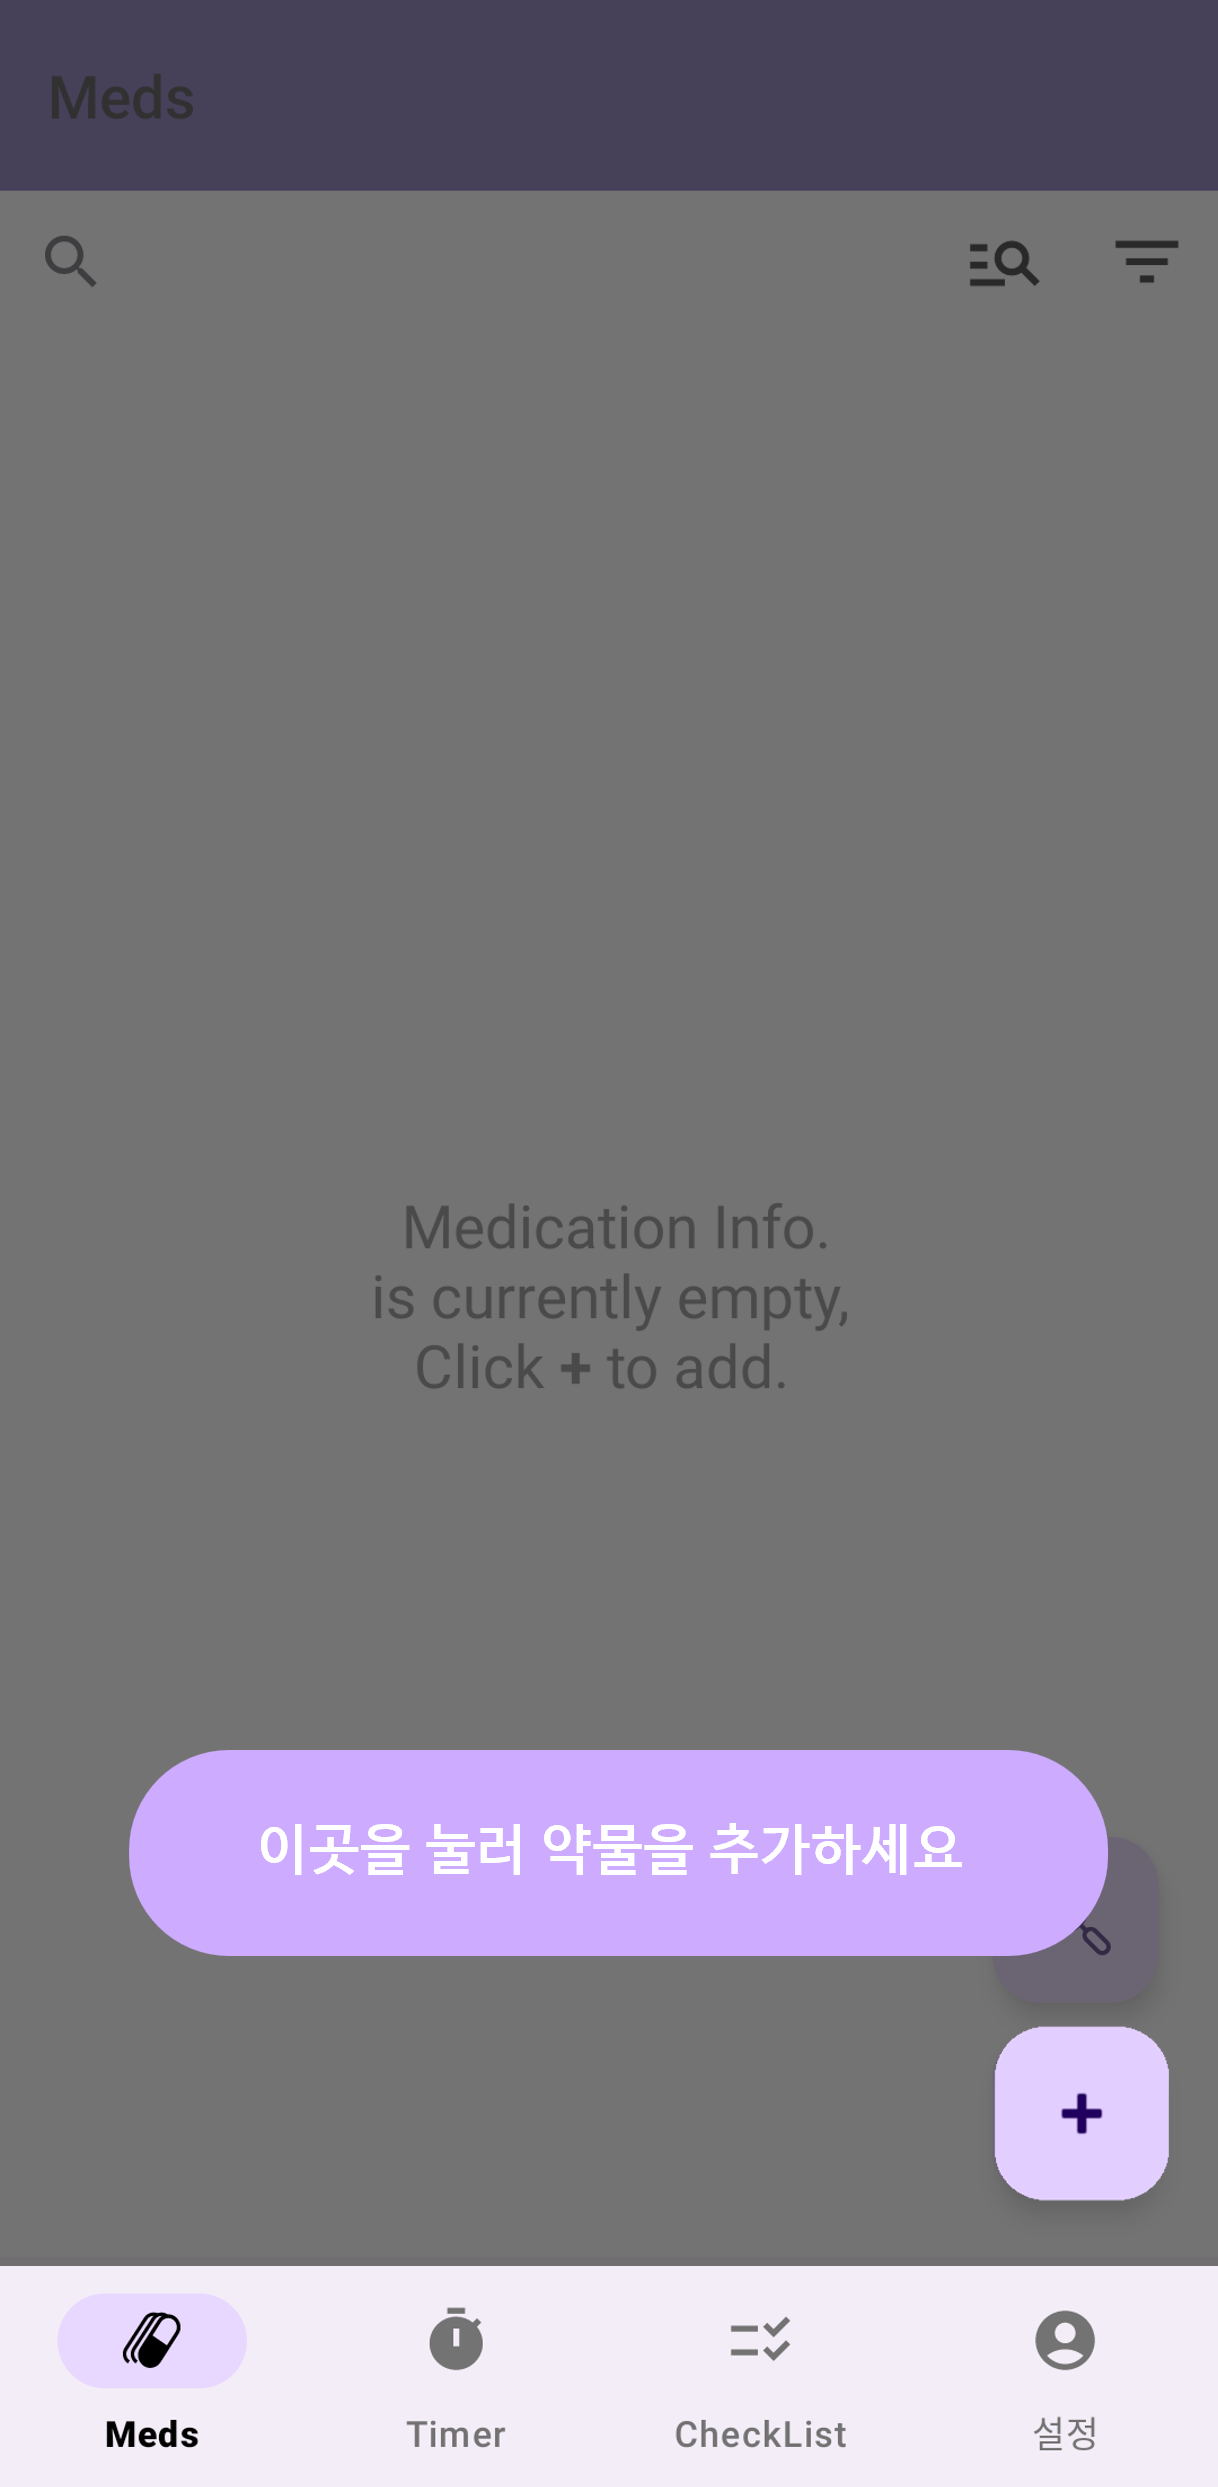 Meds
Medication Info.
is currently empty,
Click + to add.
이곳을 눌러 약물을 추가하세요
Meds
Timer
CheckList
설정